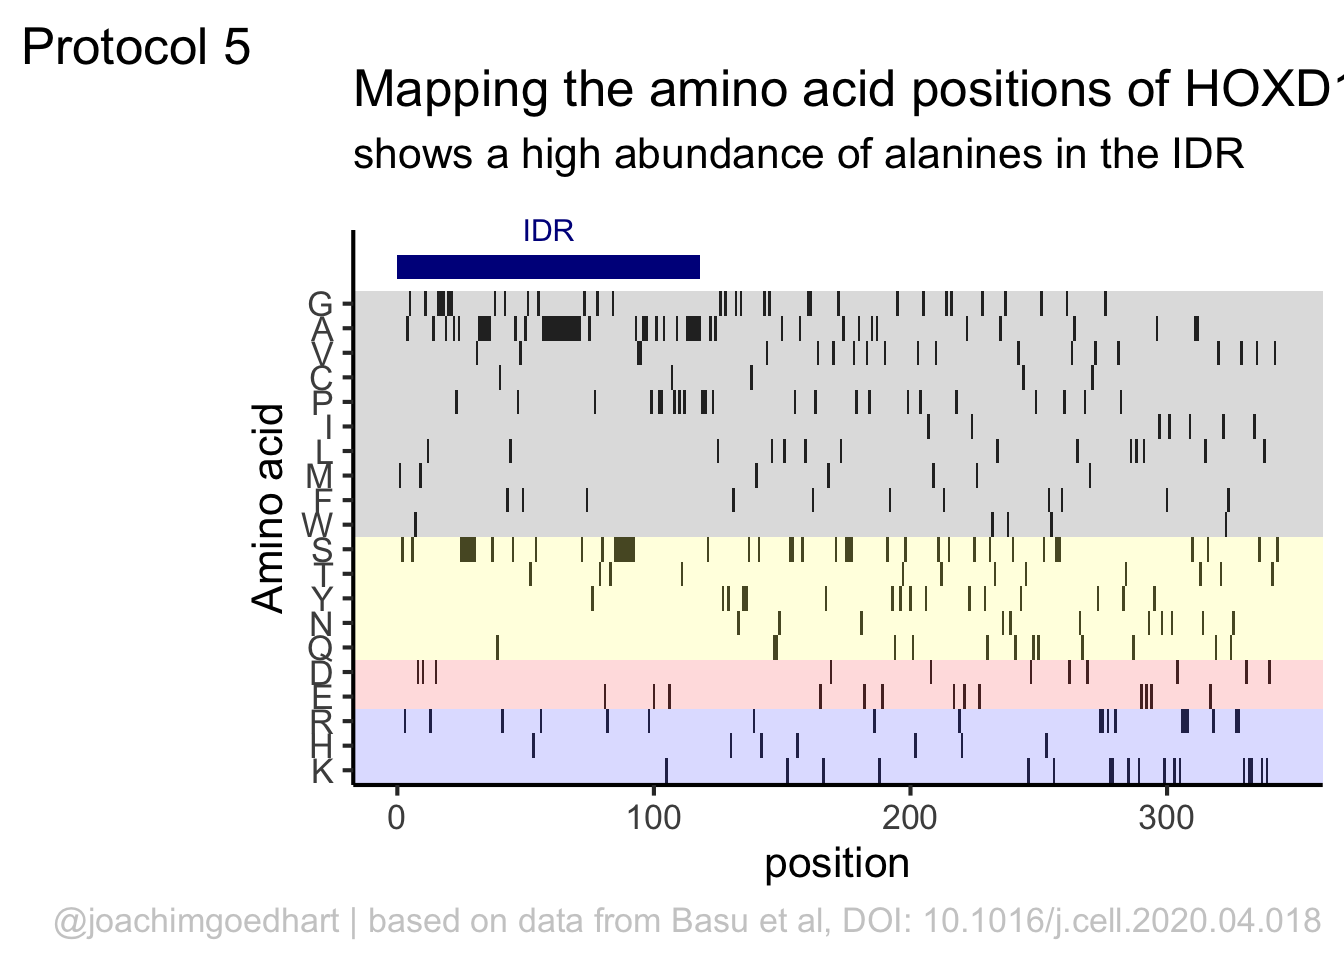 Protocol 5
Mapping the amino acid positions of HOXD1
shows a high abundance of alanines in the IDR
IDR
G
A
V
C
P
I
L
M
F
W
S
T
Y
N
Q
D
E
R
H
K
Amino acid
0 100 200 300
position
@joachimgoedhart | based on data from Basu et al, DOI: 10.1016/j.cell.2020.04.018